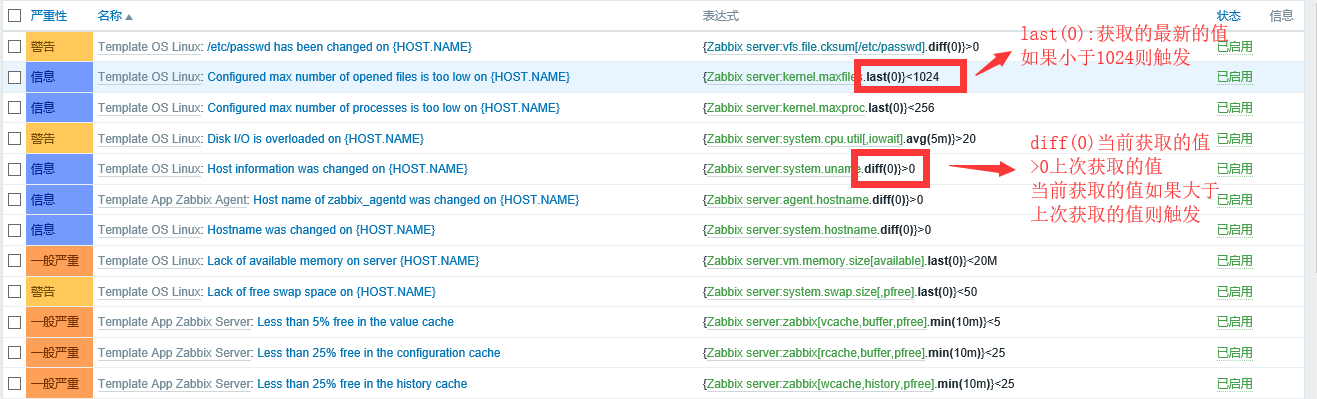 严重性 名称 ▲ 表达式 状态 信息
警告 Template OS Linux: /etc/passwd has been changed on {HOST.NAME} {Zabbix server:vfs.file.cksum[/etc/passwd].diff(0)}>0 已启用
信息 Template OS Linux: Configured max number of opened files is too low on {HOST.NAME} {Zabbix server:kernel.maxfiles.last(0)}<1024 已启用
信息 Template OS Linux: Configured max number of processes is too low on {HOST.NAME} {Zabbix server:kernel.maxproc.last(0)}<256 已启用
警告 Template OS Linux: Disk I/O is overloaded on {HOST.NAME} {Zabbix server:system.cpu.util[,iowait].avg(5m)}>20 已启用
信息 Template OS Linux: Host information was changed on {HOST.NAME} {Zabbix server:system.uname.diff(0)}>0 已启用
信息 Template App Zabbix Agent: Host name of zabbix_agentd was changed on {HOST.NAME} {Zabbix server:agent.hostname.diff(0)}>0 已启用
信息 Template OS Linux: Hostname was changed on {HOST.NAME} {Zabbix server:system.hostname.diff(0)}>0 已启用
一般严重 Template OS Linux: Lack of available memory on server {HOST.NAME} {Zabbix server:vm.memory.size[available].last(0)}<20M 已启用
警告 Template OS Linux: Lack of free swap space on {HOST.NAME} {Zabbix server:system.swap.size[,pfree].last(0)}<50 已启用
一般严重 Template App Zabbix Server: Less than 5% free in the value cache {Zabbix server:zabbix[vcache,buffer,pfree].min(10m)}<5 已启用
一般严重 Template App Zabbix Server: Less than 25% free in the configuration cache {Zabbix server:zabbix[rcache,buffer,pfree].min(10m)}<25 已启用
一般严重 Template App Zabbix Server: Less than 25% free in the history cache {Zabbix server:zabbix[wcache,history,pfree].min(10m)}<25 已启用
last(0):获取的最新的值
如果小于1024则触发
diff(0)当前获取的值
>0上次获取的值
当前获取的值如果大于
上次获取的值则触发